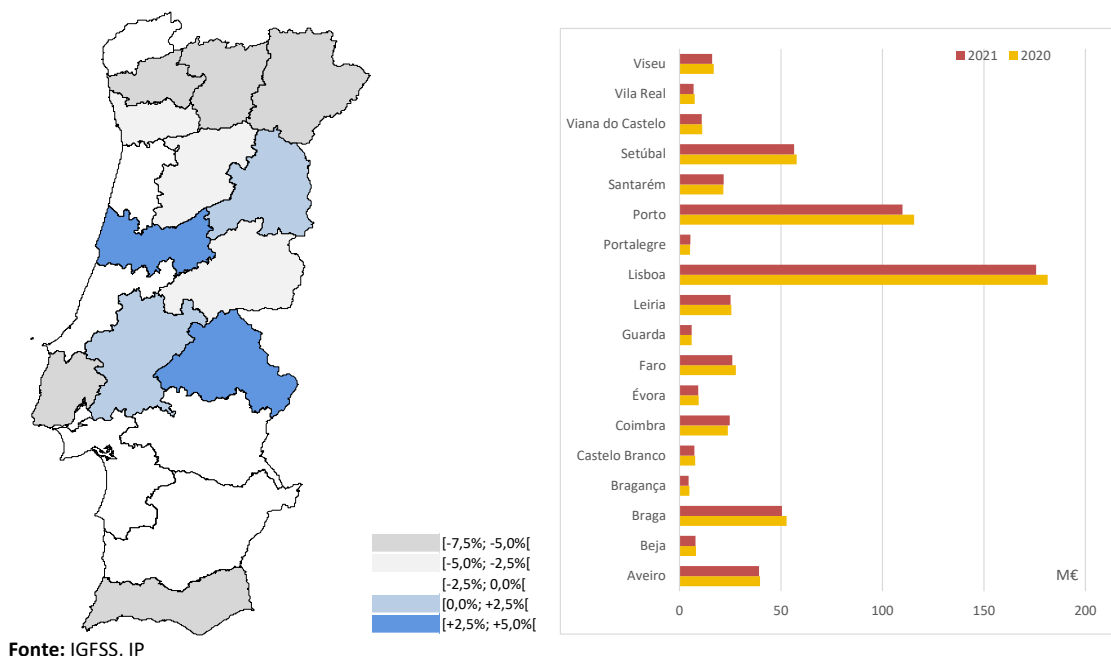 [-7,5%; -5,0%[
[-5,0%; -2,5%[
[-2,5%; 0,0%[
[0,0%; +2,5%[
[+2,5%; +5,0%[
Fonte: IGFSS, IP
2021 2020
Viseu
Vila Real
Viana do Castelo
Setúbal
Santarém
Porto
Portalegre
Lisboa
Leiria
Guarda
Faro
Évora
Coimbra
Castelo Branco
Bragança
Braga
Beja
Aveiro
M€
0 50 100 150 200